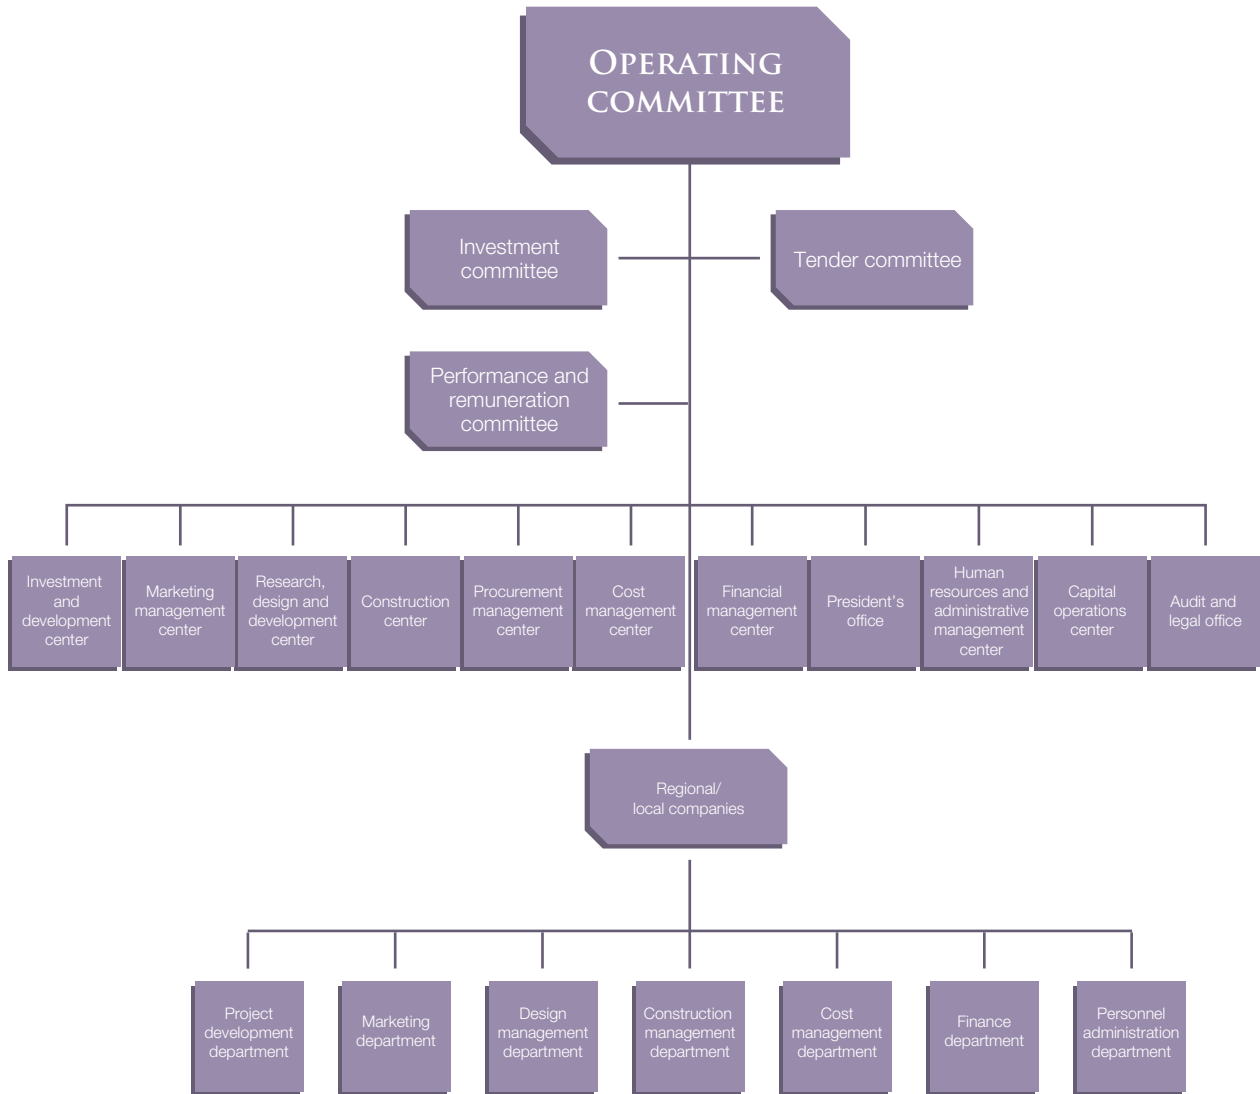 OPERATING
COMMITTEE
Investment
committee
Tender committee
Performance and
remuneration
committee
Investment
and
development
center
Marketing
management
center
Research,
design and
development
center
Construction
center
Procurement
management
center
Cost
management
center
Financial
management
center
President's
office
Human
resources and
administrative
management
center
Capital
operations
center
Audit and
legal office
Regional/
local companies
Project
development
department
Marketing
department
Design
management
department
Construction
management
department
Cost
management
department
Finance
department
Personnel
administration
department